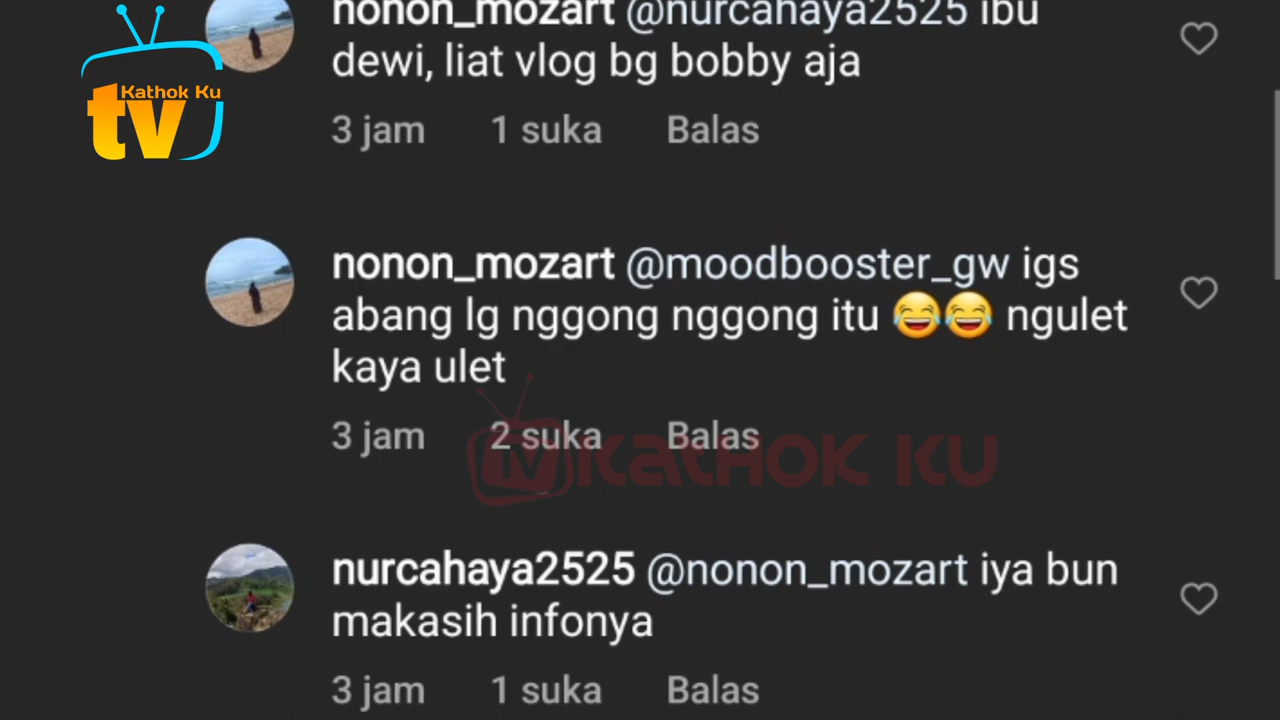 nonon_mozart @nurcahaya2525 ibu
dewi, liat vlog bg bobby aja
3 jam 1 suka Balas
Kathok Ku
tv
nonon_mozart @moodbooster_gw igs
abang lg nggong nggong itu 😂😂 ngulet
kaya ulet
3 jam 2 suka Balas
TV KATHOK KU
nurcahaya2525 @nonon_mozart iya bun
makasih infonya
3 jam 1 suka Balas